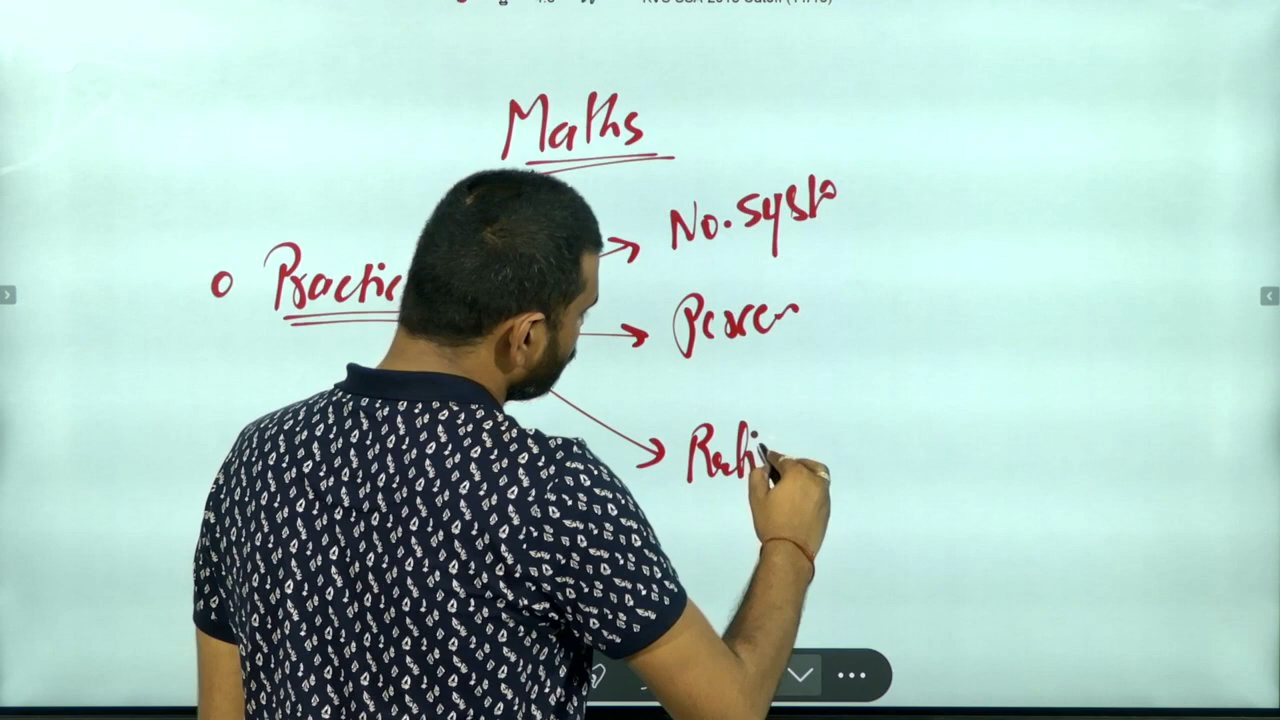 Maths
No. Syst
O Practic
Percen
Rati